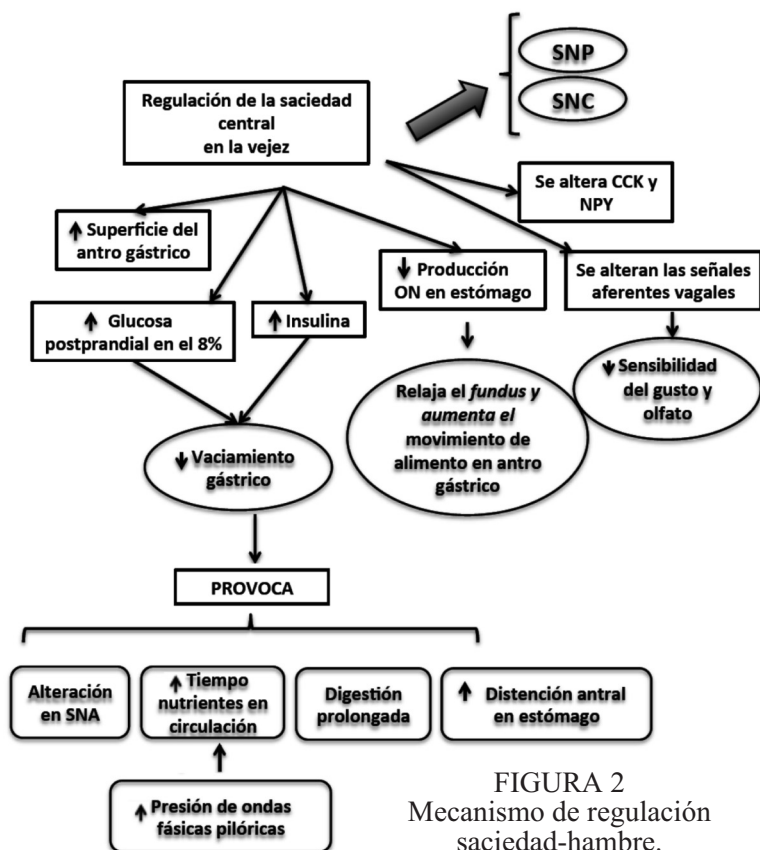 SNP
SNC
Regulación de la saciedad
central
en la vejez
Se altera CCK y
NPY
↑ Superficie del
antro gástrico
↓ Producción
ON en estómago
Se alteran las señales
aferentes vagales
↑ Glucosa
postprandial en el 8%
↑ Insulina
Relaja el fundus y
aumenta el
movimiento de
alimento en antro
gástrico
↓ Sensibilidad
del gusto y
olfato
↓ Vaciamiento
gástrico
PROVOCA
Alteración
en SNA
↑ Tiempo
nutrientes en
circulación
Digestión
prolongada
↑ Distención antral
en estómago
↑ Presión de ondas
fásicas pilóricas
FIGURA 2
Mecanismo de regulación
saciedad-hambre.